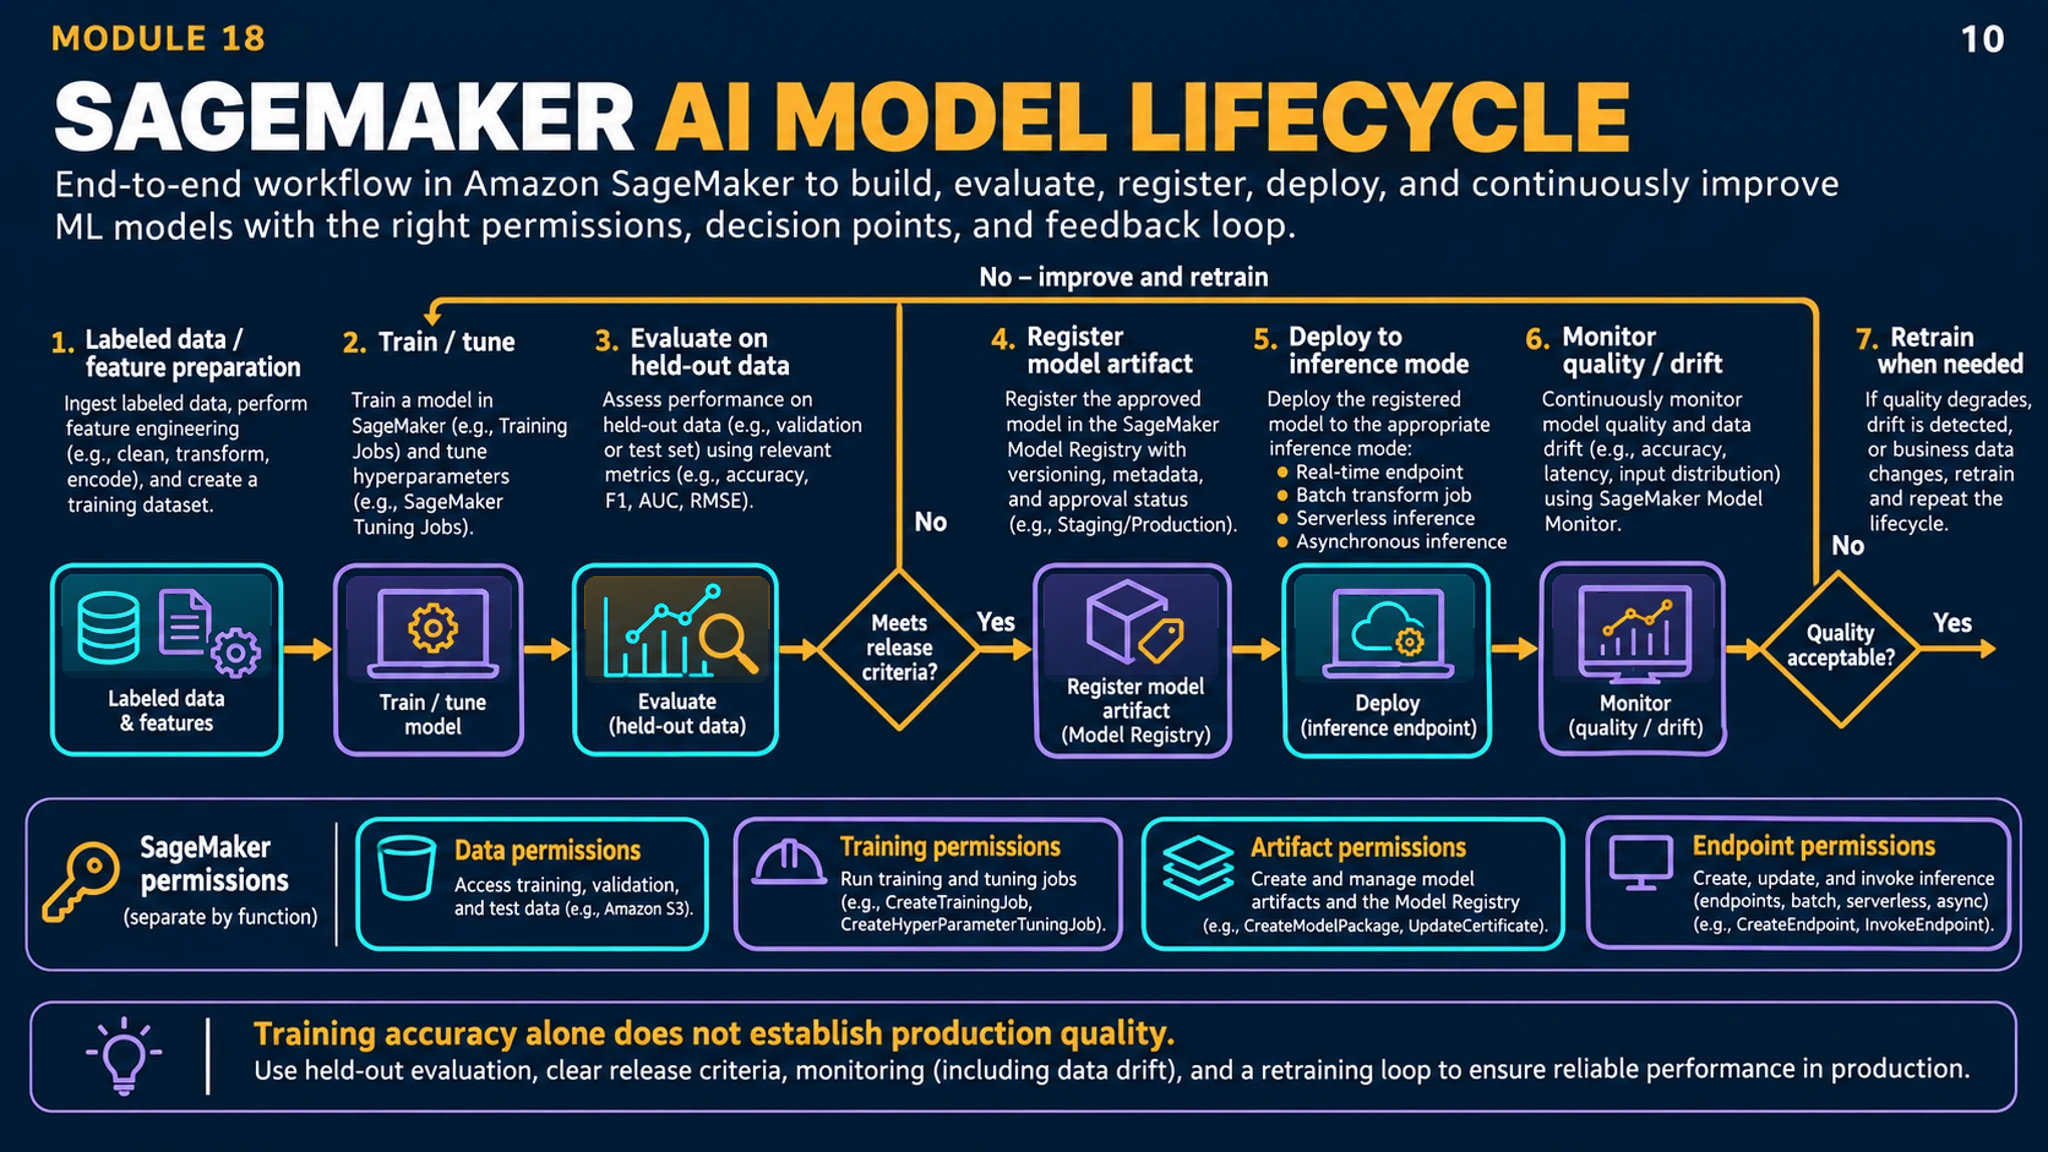 MODULE 18
10
SAGEMAKER AI MODEL LIFECYCLE
End-to-end workflow in Amazon SageMaker to build, evaluate, register, deploy, and continuously improve
ML models with the right permissions, decision points, and feedback loop.
No – improve and retrain
1. Labeled data /
feature preparation
Ingest labeled data, perform
feature engineering
(e.g., clean, transform,
encode), and create a
training dataset.
2. Train / tune
Train a model in
SageMaker (e.g., Training
Jobs) and tune
hyperparameters
(e.g., SageMaker
Tuning Jobs).
3. Evaluate on
held-out data
Assess performance on
held-out data (e.g., validation
or test set) using relevant
metrics (e.g., accuracy,
F1, AUC, RMSE).
No
4. Register
model artifact
Register the approved
model in the SageMaker
Model Registry with
versioning, metadata,
and approval status
(e.g., Staging/Production).
5. Deploy to
inference mode
Deploy the registered
model to the appropriate
inference mode:
Real-time endpoint
Batch transform job
Serverless inference
Asynchronous inference
6. Monitor
quality / drift
Continuously monitor
model quality and data
drift (e.g., accuracy,
latency, input distribution)
using SageMaker Model
Monitor.
7. Retrain
when needed
If quality degrades,
drift is detected,
or business data
changes, retrain
and repeat the
lifecycle.
No
Labeled data
& features
Train / tune
model
Evaluate
(held-out data)
Meets
release
criteria?
Yes
Register model
artifact
(Model Registry)
Deploy
(inference endpoint)
Monitor
(quality / drift)
Quality
acceptable?
Yes
SageMaker
permissions
(separate by function)
Data permissions
Access training, validation,
and test data (e.g., Amazon S3).
Training permissions
Run training and tuning jobs
(e.g., CreateTrainingJob,
CreateHyperParameterTuningJob).
Artifact permissions
Create and manage model
artifacts and the Model Registry
(e.g., CreateModelPackage, UpdateCertificate).
Endpoint permissions
Create, update, and invoke inference
(endpoints, batch, serverless, async)
(e.g., CreateEndpoint, InvokeEndpoint).
Training accuracy alone does not establish production quality.
Use held-out evaluation, clear release criteria, monitoring (including data drift), and a retraining loop to ensure reliable performance in production.